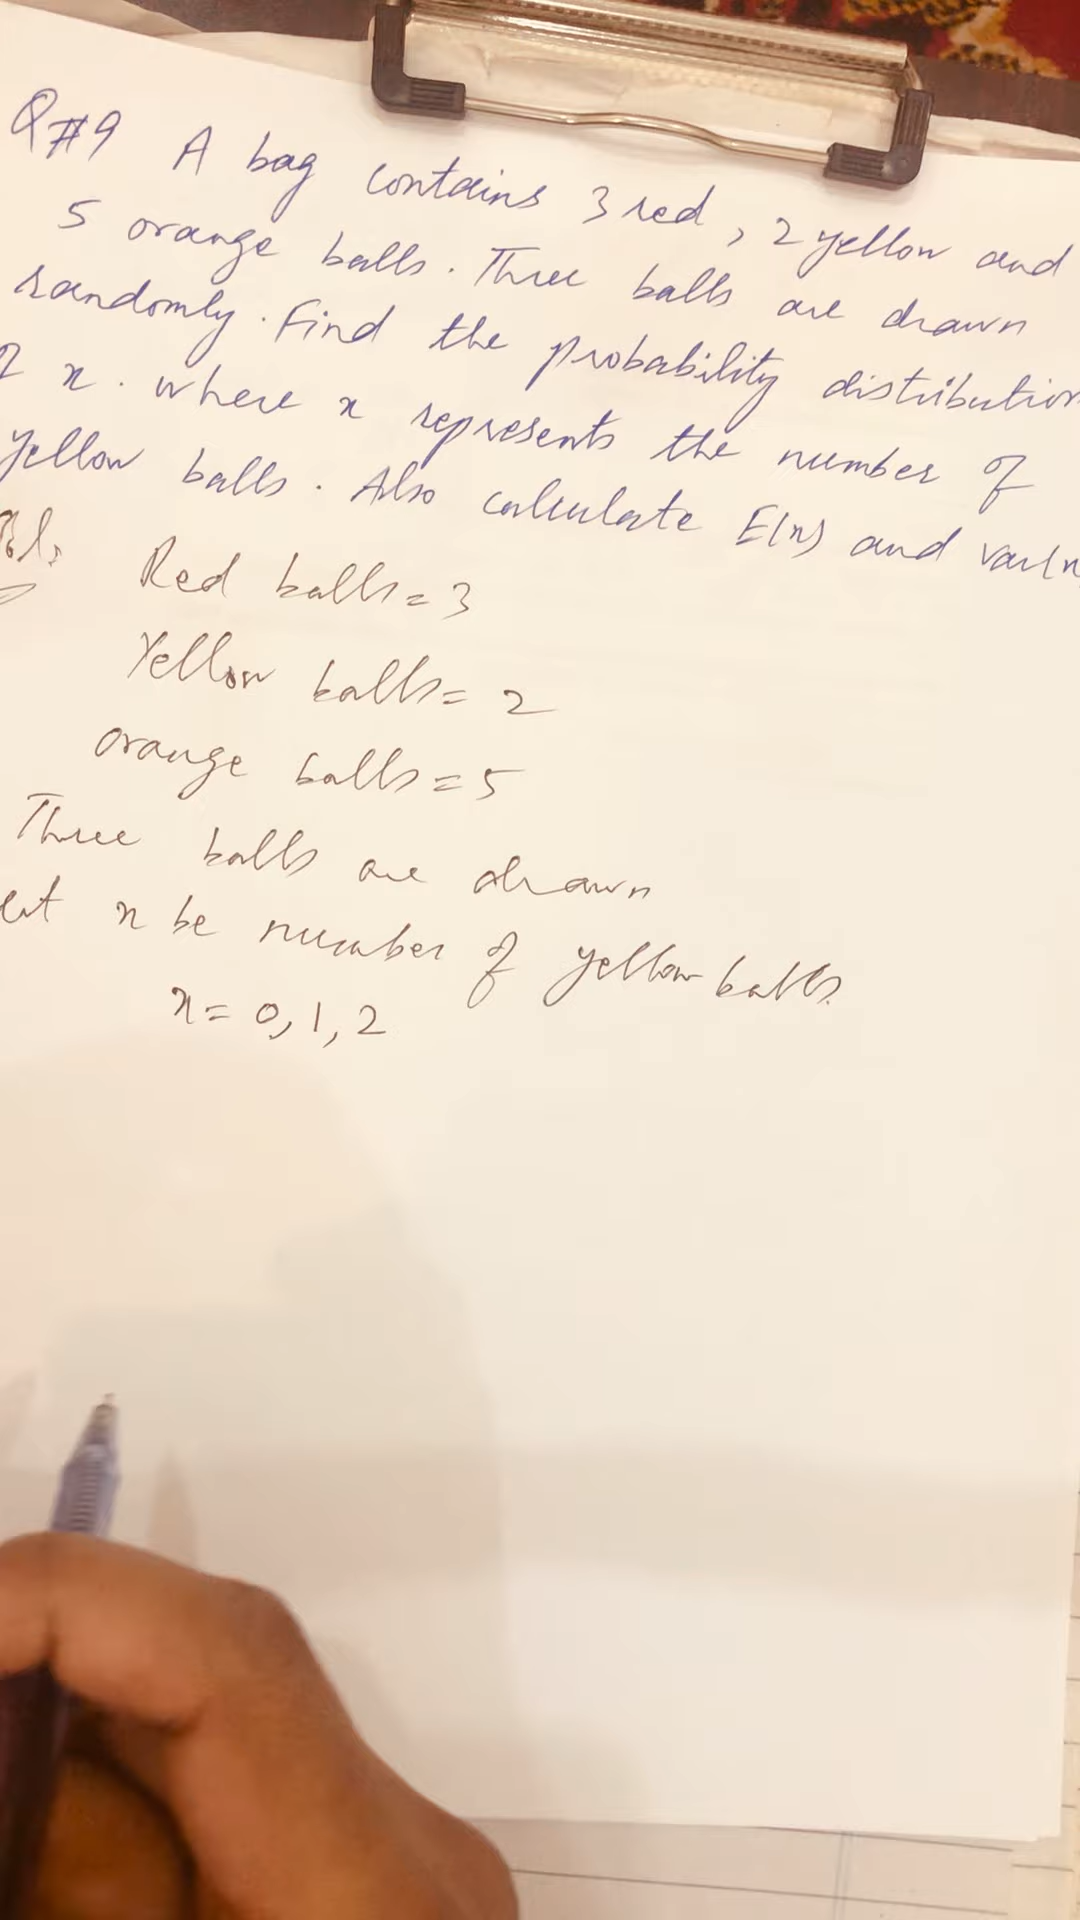 Q#9 A bag contains 3 red, 2 yellow and
5 orange balls. Three balls are drawn
randomly. Find the probability distribution
x. where x represents the number of
yellow balls. Also calculate E(x) and var(x
Red balls = 3
Yellow balls = 2
orange balls = 5
Three balls are drawn
x be number of yellow balls.
x = 0, 1, 2